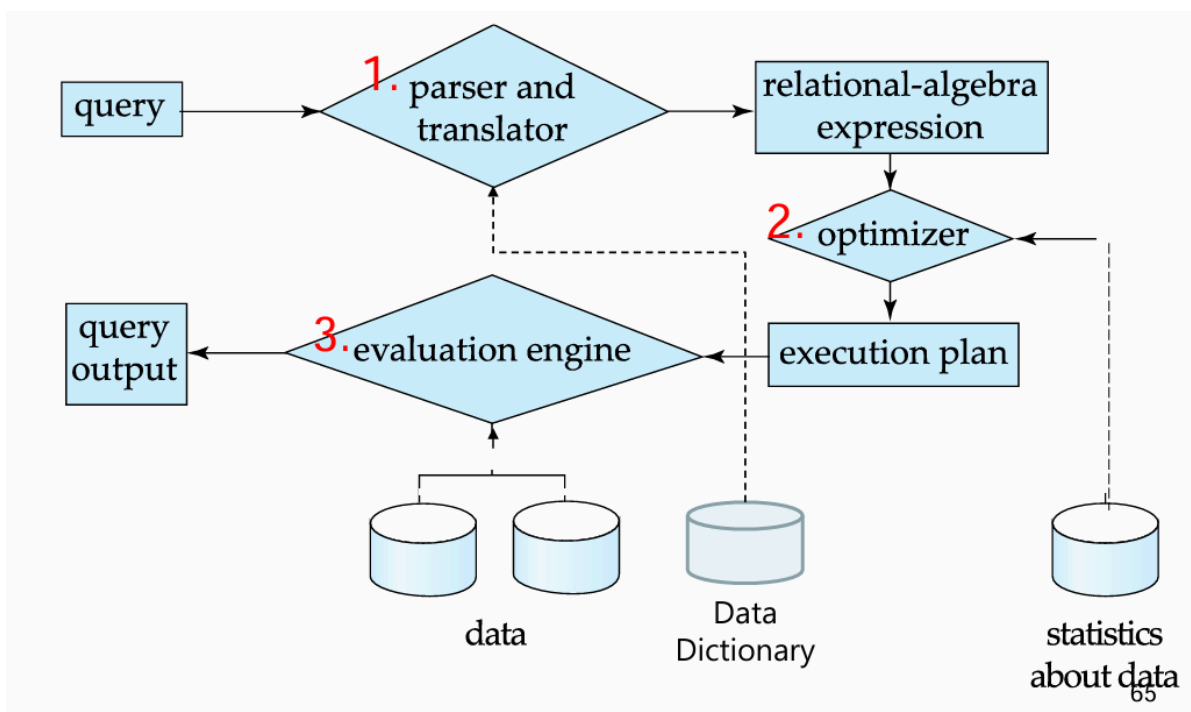 query
1. parser and
translator
relational-algebra
expression
2. optimizer
query
output
3. evaluation engine
execution plan
data
Data
Dictionary
statistics
about data
65